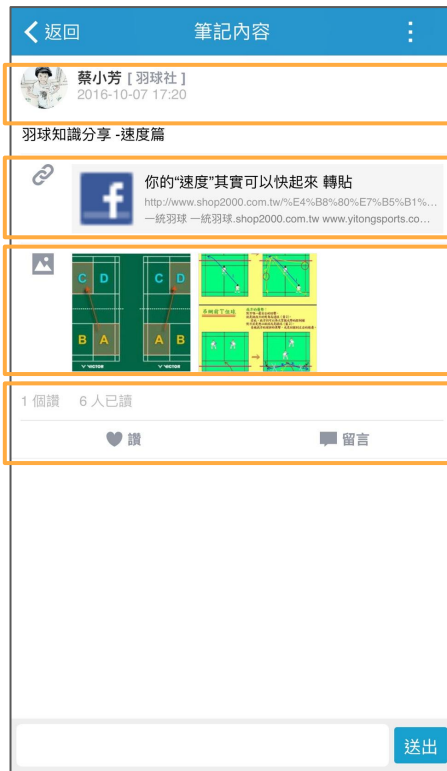 返回
筆記內容
蔡小芳 [ 羽球社 ]
2016-10-07 17:20
羽球知識分享 -速度篇
f
你的“速度”其實可以快起來 轉貼
http://www.shop2000.com.tw/%E4%B8%80%E7%B5%B1%...
一統羽球 一統羽球.shop2000.com.tw www.yitongsports.co...
C D C D
B A A B
VICTOR VICTOR
1 個讚 6 人已讀
讚 留言
送出